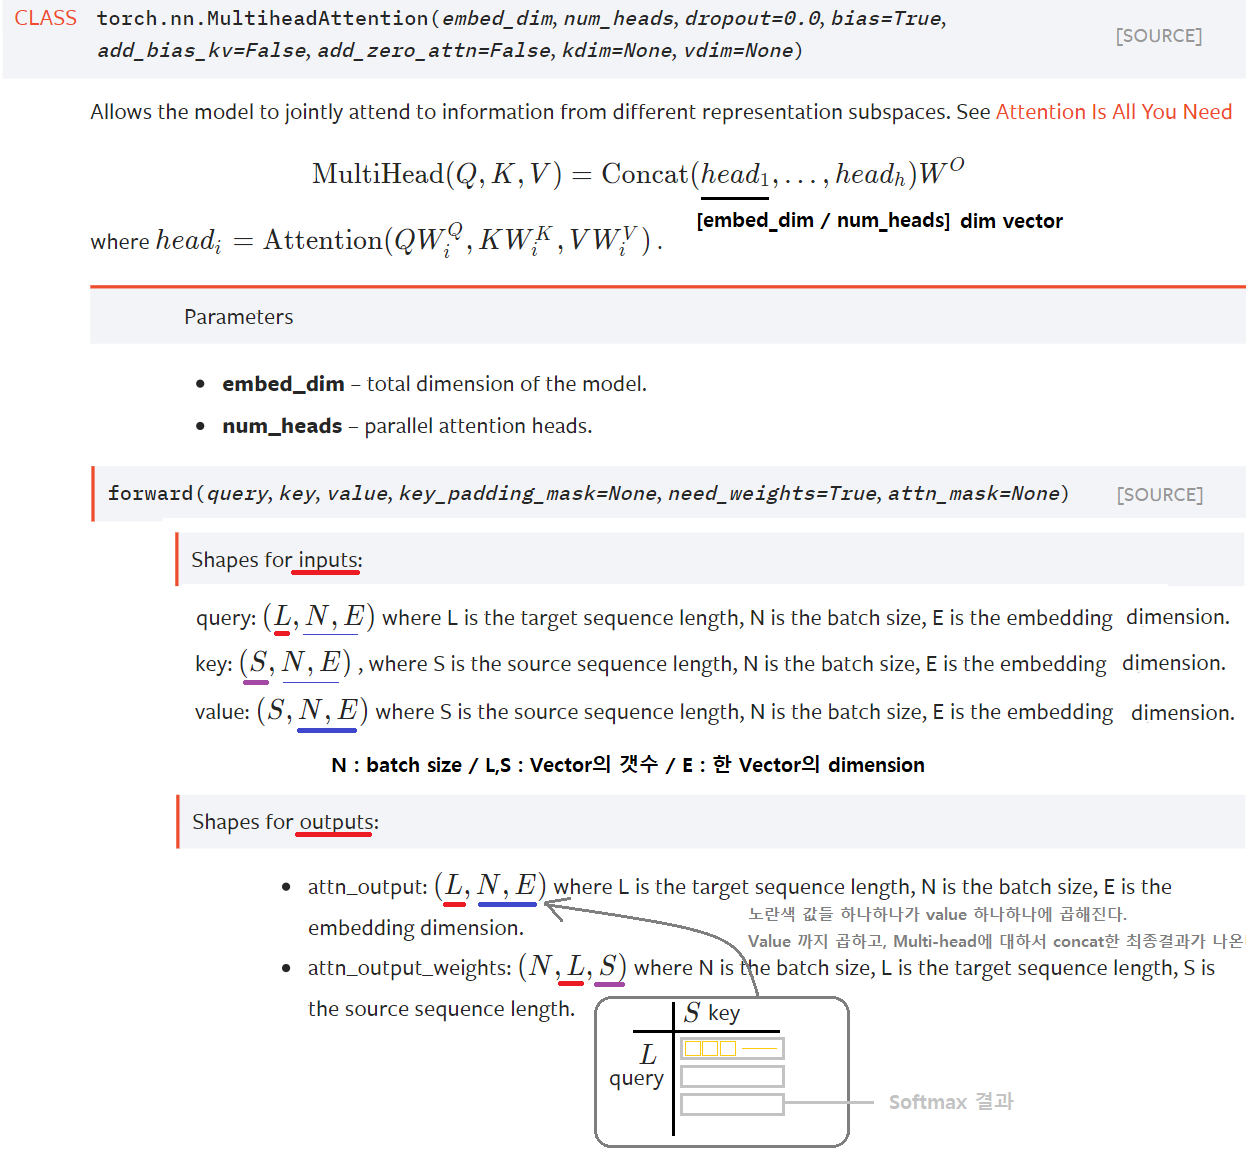 CLASS torch.nn.MultiheadAttention(embed_dim, num_heads, dropout=0.0, bias=True,
add_bias_kv=False, add_zero_attn=False, kdim=None, vdim=None)
[SOURCE]
Allows the model to jointly attend to information from different representation subspaces. See Attention Is All You Need
MultiHead(Q, K, V) = Concat(head₁, . . . , headₕ)W^O
[embed_dim / num_heads] dim vector
where headᵢ = Attention(QWᵢ^Q, KWᵢ^K, VWᵢ^V) .
Parameters
• embed_dim – total dimension of the model.
• num_heads – parallel attention heads.
forward(query, key, value, key_padding_mask=None, need_weights=True, attn_mask=None) [SOURCE]
Shapes for inputs:
query: (L, N, E) where L is the target sequence length, N is the batch size, E is the embedding dimension.
key: (S, N, E) , where S is the source sequence length, N is the batch size, E is the embedding dimension.
value: (S, N, E) where S is the source sequence length, N is the batch size, E is the embedding dimension.
N : batch size / L,S : Vector의 갯수 / E : 한 Vector의 dimension
Shapes for outputs:
• attn_output: (L, N, E) where L is the target sequence length, N is the batch size, E is the
embedding dimension.
노란색 값들 하나하나가 value 하나하나에 곱해진다.
Value 까지 곱하고, Multi-head에 대하서 concat한 최종결과가 나온
• attn_output_weights: (N, L, S) where N is the batch size, L is the target sequence length, S is
the source sequence length.
S key
L
query
Softmax 결과